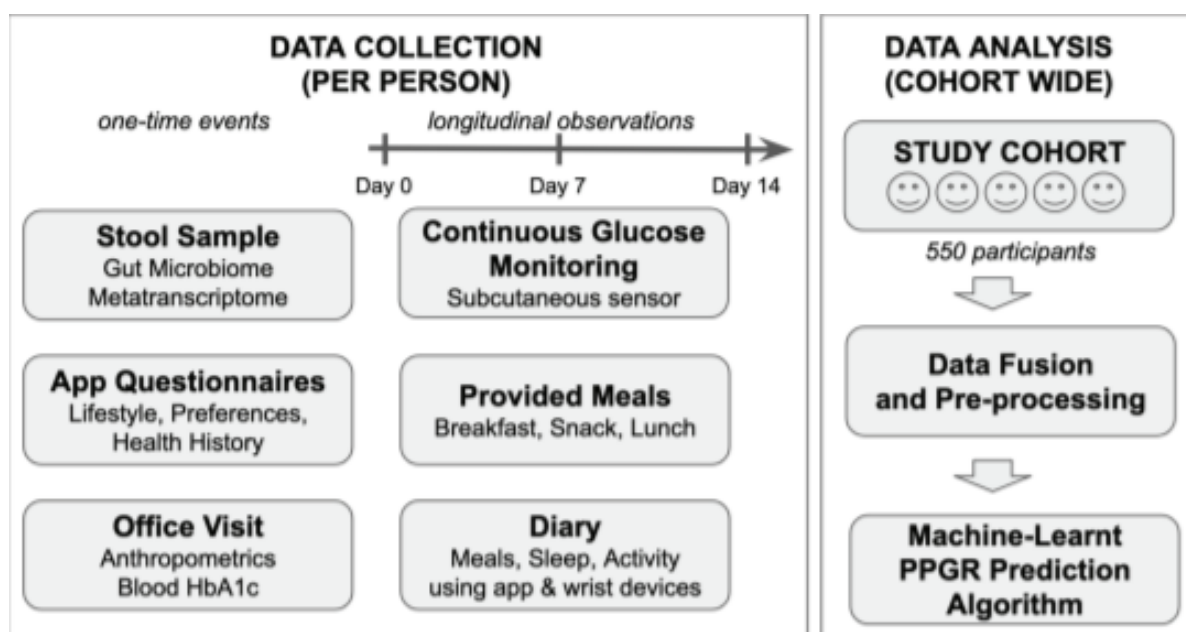 DATA COLLECTION
(PER PERSON)
one-time events
longitudinal observations
Day 0
Day 7
Day 14
Stool Sample
Gut Microbiome
Metatranscriptome
Continuous Glucose
Monitoring
Subcutaneous sensor
App Questionnaires
Lifestyle, Preferences,
Health History
Provided Meals
Breakfast, Snack, Lunch
Office Visit
Anthropometrics
Blood HbA1c
Diary
Meals, Sleep, Activity
using app & wrist devices
DATA ANALYSIS
(COHORT WIDE)
STUDY COHORT
550 participants
Data Fusion
and Pre-processing
Machine-Learnt
PPGR Prediction
Algorithm